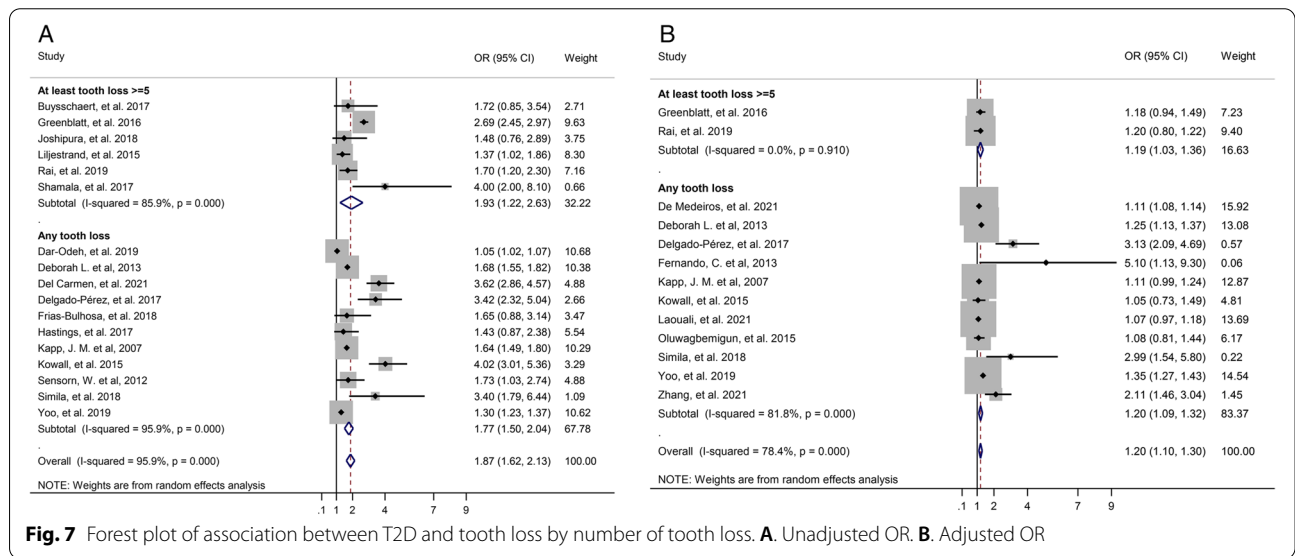 A
Study OR (95% CI) Weight
At least tooth loss >=5
Buysschaert, et al. 2017 1.72 (0.85, 3.54) 2.71
Greenblatt, et al. 2016 2.69 (2.45, 2.97) 9.63
Joshipura, et al. 2018 1.48 (0.76, 2.89) 3.75
Liljestrand, et al. 2015 1.37 (1.02, 1.86) 8.30
Rai, et al. 2019 1.70 (1.20, 2.30) 7.16
Shamala, et al. 2017 4.00 (2.00, 8.10) 0.66
Subtotal (I-squared = 85.9%, p = 0.000) 1.93 (1.22, 2.63) 32.22
.
Any tooth loss
Dar-Odeh, et al. 2019 1.05 (1.02, 1.07) 10.68
Deborah L. et al, 2013 1.68 (1.55, 1.82) 10.38
Del Carmen, et al. 2021 3.62 (2.86, 4.57) 4.88
Delgado-Pérez, et al. 2017 3.42 (2.32, 5.04) 2.66
Frias-Bulhosa, et al. 2018 1.65 (0.88, 3.14) 3.47
Hastings, et al. 2017 1.43 (0.87, 2.38) 5.54
Kapp, J. M. et al, 2007 1.64 (1.49, 1.80) 10.29
Kowall, et al. 2015 4.02 (3.01, 5.36) 3.29
Sensorn, W. et al, 2012 1.73 (1.03, 2.74) 4.88
Simila, et al. 2018 3.40 (1.79, 6.44) 1.09
Yoo, et al. 2019 1.30 (1.23, 1.37) 10.62
Subtotal (I-squared = 95.9%, p = 0.000) 1.77 (1.50, 2.04) 67.78
.
Overall (I-squared = 95.9%, p = 0.000) 1.87 (1.62, 2.13) 100.00
NOTE: Weights are from random effects analysis
.1 1 2 4 7 9
B
Study OR (95% CI) Weight
At least tooth loss >=5
Greenblatt, et al. 2016 1.18 (0.94, 1.49) 7.23
Rai, et al. 2019 1.20 (0.80, 1.22) 9.40
Subtotal (I-squared = 0.0%, p = 0.910) 1.19 (1.03, 1.36) 16.63
.
Any tooth loss
De Medeiros, et al. 2021 1.11 (1.08, 1.14) 15.92
Deborah L. et al, 2013 1.25 (1.13, 1.37) 13.08
Delgado-Pérez, et al. 2017 3.13 (2.09, 4.69) 0.57
Fernando, C. et al, 2013 5.10 (1.13, 9.30) 0.06
Kapp, J. M. et al, 2007 1.11 (0.99, 1.24) 12.87
Kowall, et al. 2015 1.05 (0.73, 1.49) 4.81
Laouali, et al. 2021 1.07 (0.97, 1.18) 13.69
Oluwagbemigun, et al. 2015 1.08 (0.81, 1.44) 6.17
Simila, et al. 2018 2.99 (1.54, 5.80) 0.22
Yoo, et al. 2019 1.35 (1.27, 1.43) 14.54
Zhang, et al. 2021 2.11 (1.46, 3.04) 1.45
Subtotal (I-squared = 81.8%, p = 0.000) 1.20 (1.09, 1.32) 83.37
.
Overall (I-squared = 78.4%, p = 0.000) 1.20 (1.10, 1.30) 100.00
NOTE: Weights are from random effects analysis
.1 1 2 4 7 9
Fig. 7 Forest plot of association between T2D and tooth loss by number of tooth loss. A. Unadjusted OR. B. Adjusted OR